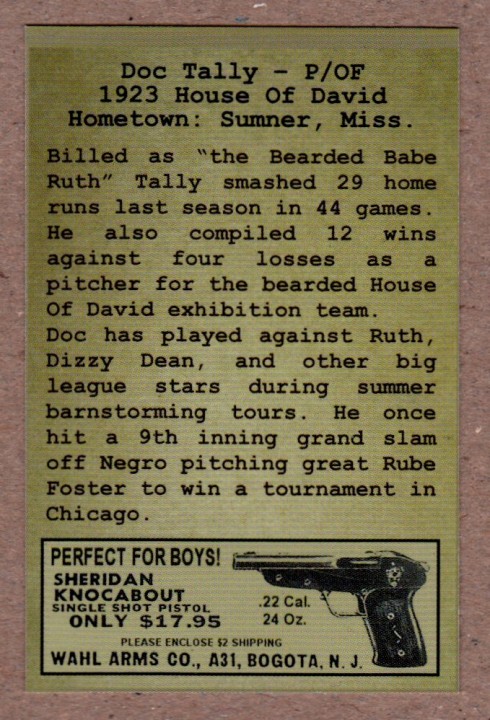 Doc Tally - P/OF
1923 House Of David
Hometown: Sumner, Miss.
Billed as "the Bearded Babe
Ruth" Tally smashed 29 home
runs last season in 44 games.
He also compiled 12 wins
against four losses as a
pitcher for the bearded House
Of David exhibition team.
Doc has played against Ruth,
Dizzy Dean, and other big
league stars during summer
barnstorming tours. He once
hit a 9th inning grand slam
off Negro pitching great Rube
Foster to win a tournament in
Chicago.
PERFECT FOR BOYS!
SHERIDAN
KNOCABOUT
SINGLE SHOT PISTOL
ONLY $17.95
.22 Cal.
24 Oz.
PLEASE ENCLOSE $2 SHIPPING
WAHL ARMS CO., A31, BOGOTA, N. J.